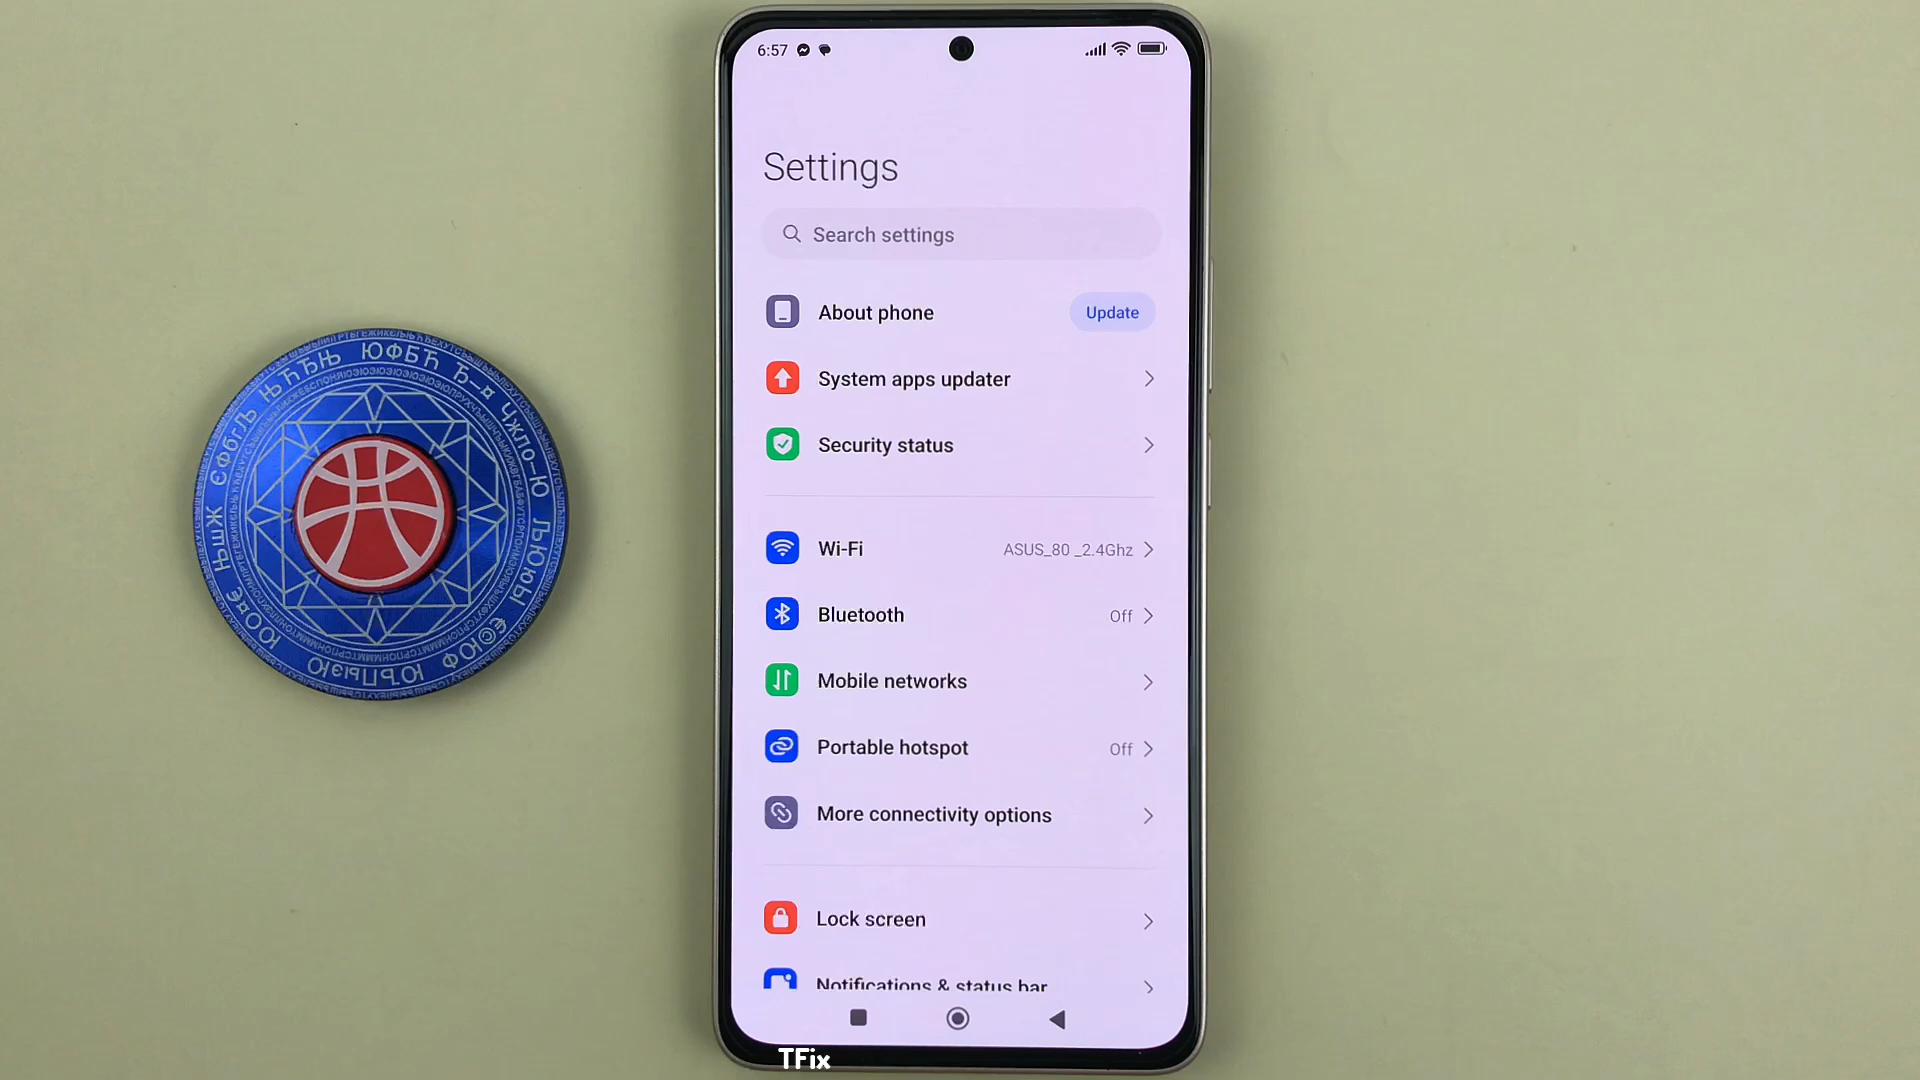 6:57
Settings
Search settings
About phone
Update
System apps updater
Security status
Wi-Fi
ASUS_80 _2.4Ghz
Bluetooth
Off
Mobile networks
Portable hotspot
Off
More connectivity options
Lock screen
Notifications & status bar
TFix
ЮФБЋ